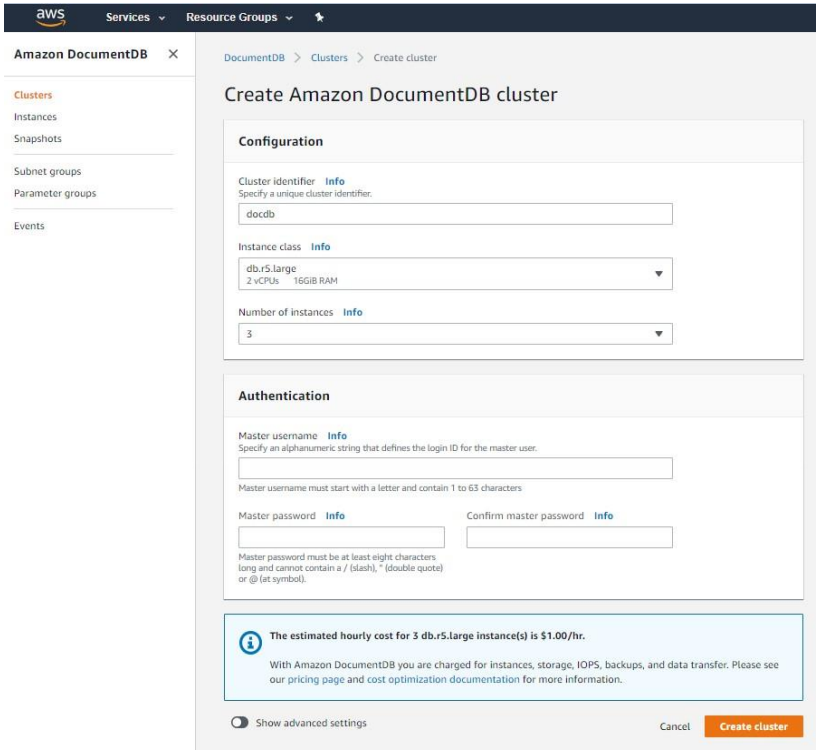 aws
Services
Resource Groups
Amazon DocumentDB
Clusters
Instances
Snapshots
Subnet groups
Parameter groups
Events
DocumentDB > Clusters > Create cluster
Create Amazon DocumentDB cluster
Configuration
Cluster identifier Info
Specify a unique cluster identifier.
docdb
Instance class Info
db.r5.large
2 vCPUs 16GiB RAM
Number of instances Info
3
Authentication
Master username Info
Specify an alphanumeric string that defines the login ID for the master user.
Master username must start with a letter and contain 1 to 63 characters
Master password Info
Confirm master password Info
Master password must be at least eight characters
long and cannot contain a / (slash), " (double quote)
or @ (at symbol).
The estimated hourly cost for 3 db.r5.large instance(s) is $1.00/hr.
With Amazon DocumentDB you are charged for instances, storage, IOPS, backups, and data transfer. Please see
our pricing page and cost optimization documentation for more information.
Show advanced settings
Cancel
Create cluster